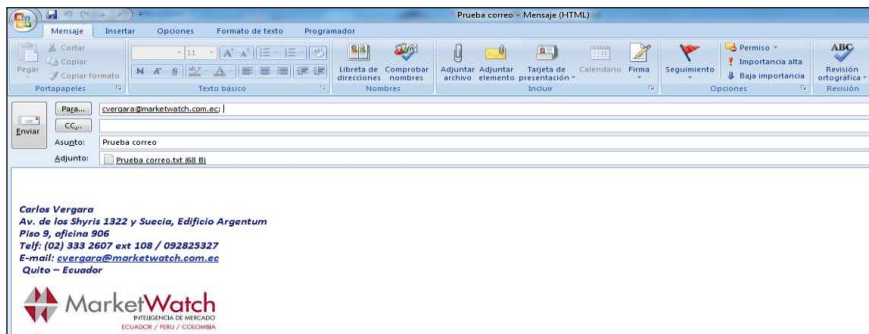 Prueba correo - Mensaje (HTML)
Mensaje Insertar Opciones Formato de texto Programador
Pegar
Cortar
Copiar
Copiar formato
Portapapeles
11
N K S
Texto básico
Libreta de direcciones
Comprobar nombres
Nombres
Adjuntar archivo
Adjuntar elemento
Tarjeta de presentación
Calendario
Firma
Incluir
Seguimiento
Permiso
Importancia alta
Baja importancia
Opciones
ABC
Revisión ortográfica
Revisión
Enviar
Para... cvergara@marketwatch.com.ec;
CC...
Asunto: Prueba correo
Adjunto: Prueba correo.txt (68 B)
Carlos Vergara
Av. de los Shyris 1322 y Suecia, Edificio Argentum
Piso 9, oficina 906
Telf: (02) 333 2607 ext 108 / 092825327
E-mail: cvergara@marketwatch.com.ec
Quito – Ecuador
MarketWatch
INTELIGENCIA DE MERCADO
ECUADOR / PERU / COLOMBIA